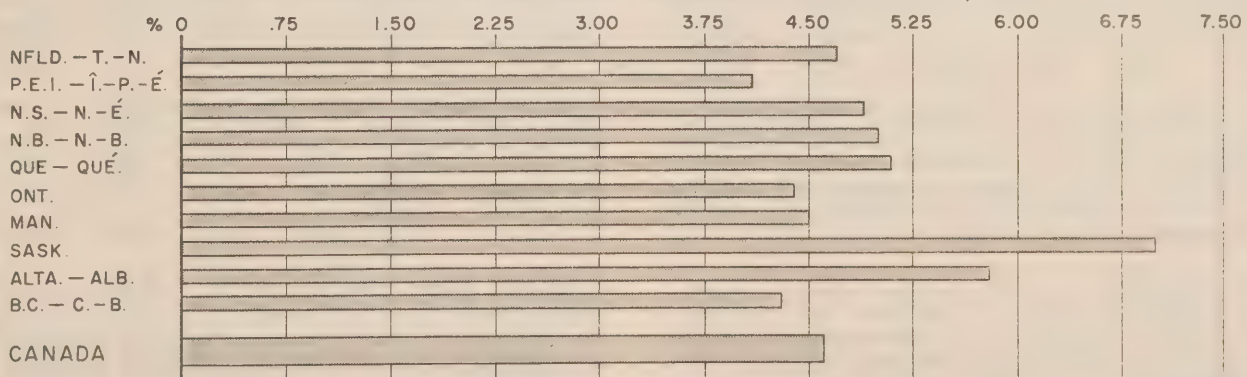 % 0 .75 1.50 2.25 3.00 3.75 4.50 5.25 6.00 6.75 7.50
NFLD. — T.-N.
P.E.I. — Î.-P.-É.
N.S. — N.-É.
N.B. — N.-B.
QUE — QUÉ.
ONT.
MAN.
SASK.
ALTA. — ALB.
B.C. — C.-B.
CANADA